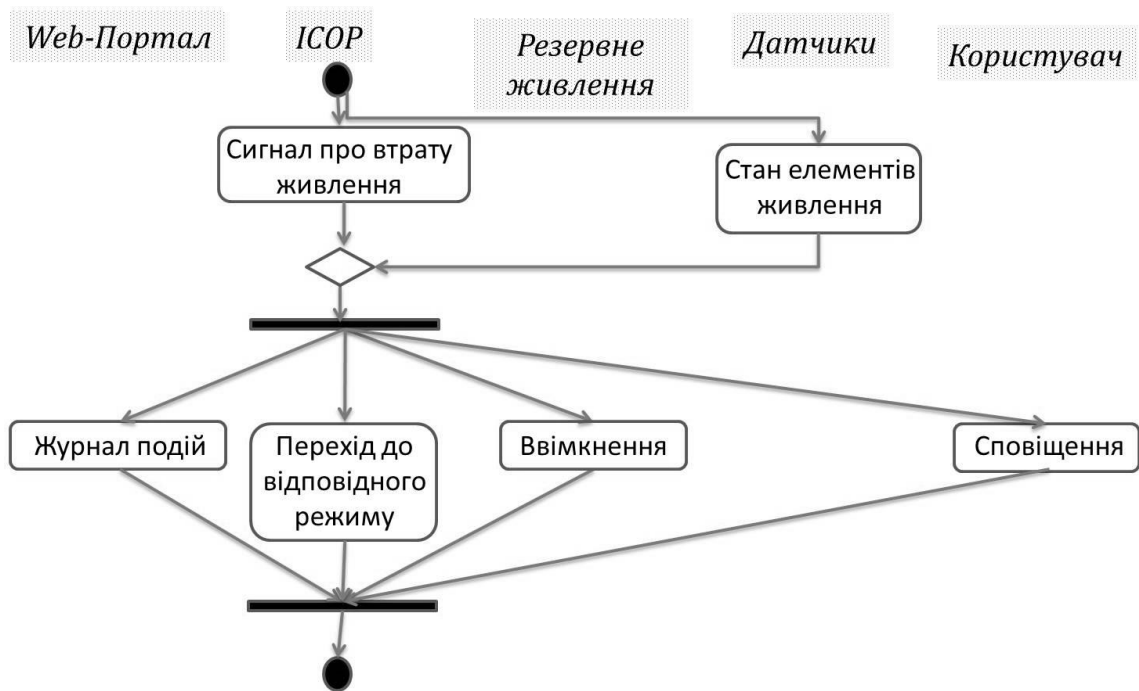 Web-Портал
ІСОР
Резервне
живлення
Датчики
Користувач
Сигнал про втрату
живлення
Стан елементів
живлення
Журнал подій
Перехід до
відповідного
режиму
Ввімкнення
Сповіщення